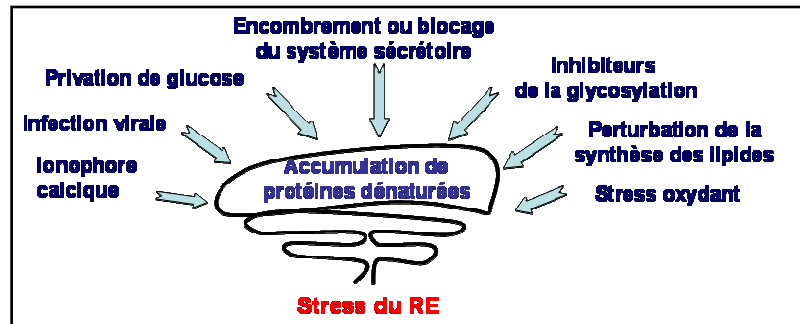 Encombrement ou blocage
du système sécrétoire
Privation de glucose
Infection virale
Ionophore
calcique
Inhibiteurs
de la glycosylation
Perturbation de la
synthèse des lipides
Stress oxydant
Accumulation de
protéines dénaturées
Stress du RE